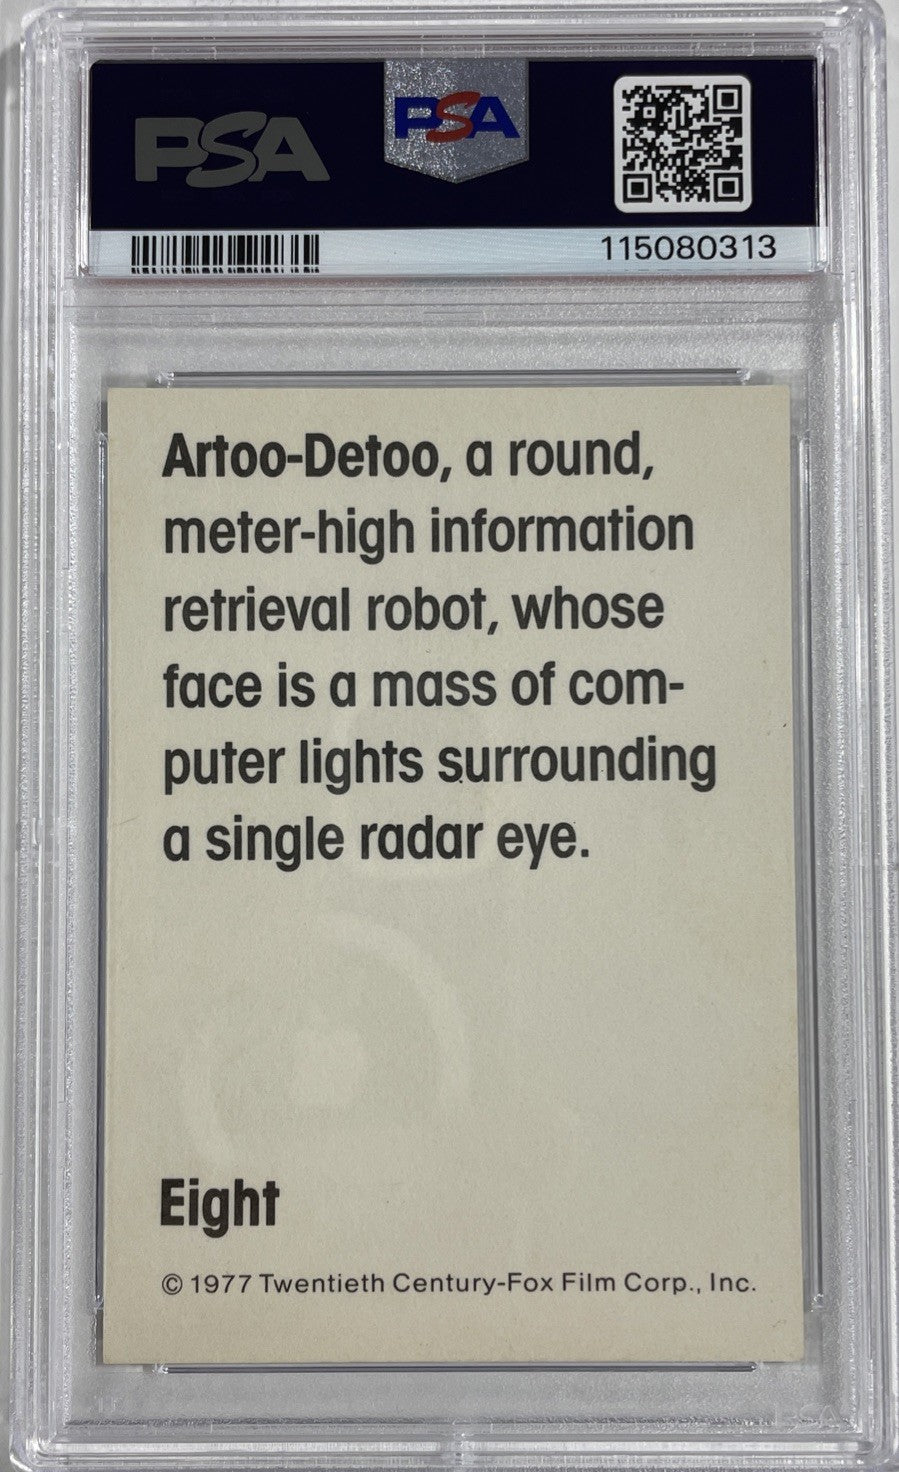 PSA
PSA
115080313
Artoo-Detoo, a round,
meter-high information
retrieval robot, whose
face is a mass of com-
puter lights surrounding
a single radar eye.
Eight
© 1977 Twentieth Century-Fox Film Corp., Inc.